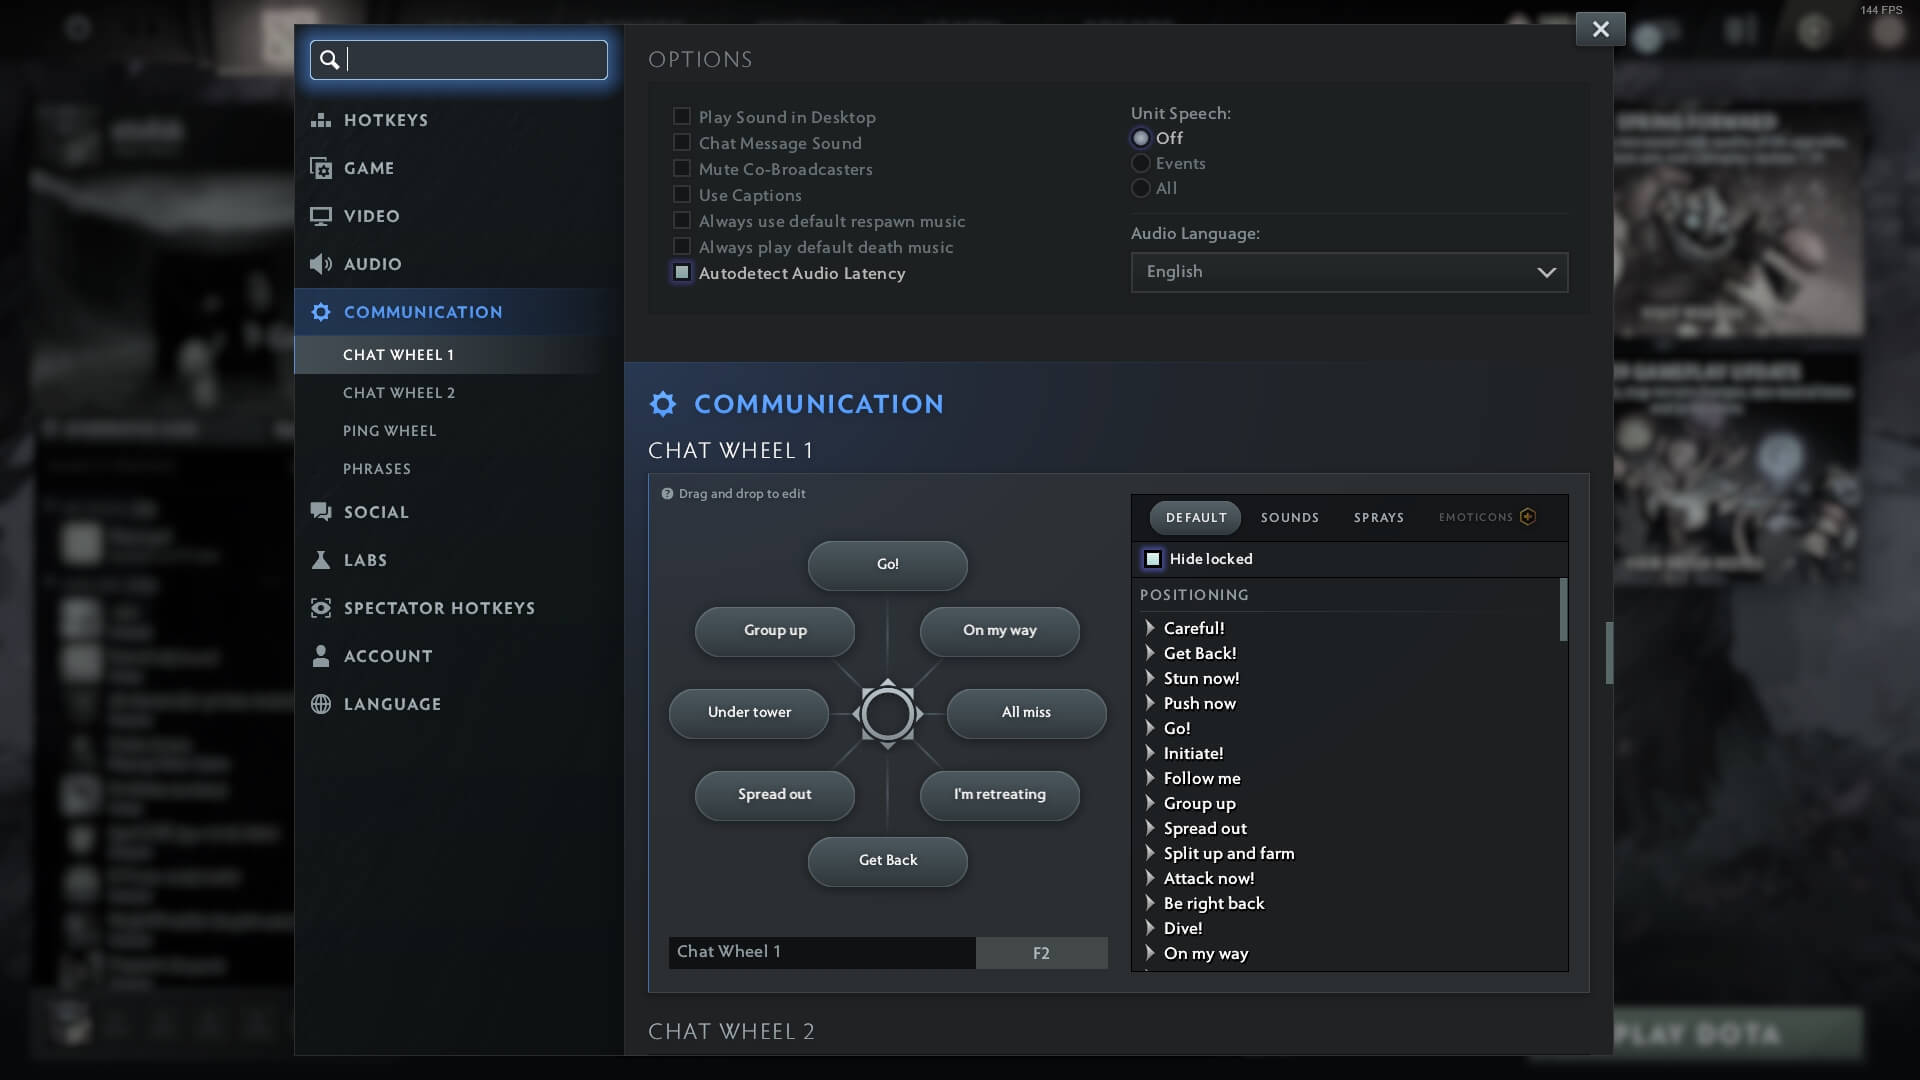 144 FPS
HOTKEYS
GAME
VIDEO
AUDIO
COMMUNICATION
CHAT WHEEL 1
CHAT WHEEL 2
PING WHEEL
PHRASES
SOCIAL
LABS
SPECTATOR HOTKEYS
ACCOUNT
LANGUAGE
OPTIONS
Play Sound in Desktop
Chat Message Sound
Mute Co-Broadcasters
Use Captions
Always use default respawn music
Always play default death music
Autodetect Audio Latency
Unit Speech:
Off
Events
All
Audio Language:
English
COMMUNICATION
CHAT WHEEL 1
Drag and drop to edit
Go!
Group up
On my way
Under tower
All miss
Spread out
I'm retreating
Get Back
Chat Wheel 1
F2
DEFAULT SOUNDS SPRAYS EMOTICONS
Hide locked
POSITIONING
Careful!
Get Back!
Stun now!
Push now
Go!
Initiate!
Follow me
Group up
Spread out
Split up and farm
Attack now!
Be right back
Dive!
On my way
CHAT WHEEL 2
PLAY DOTA